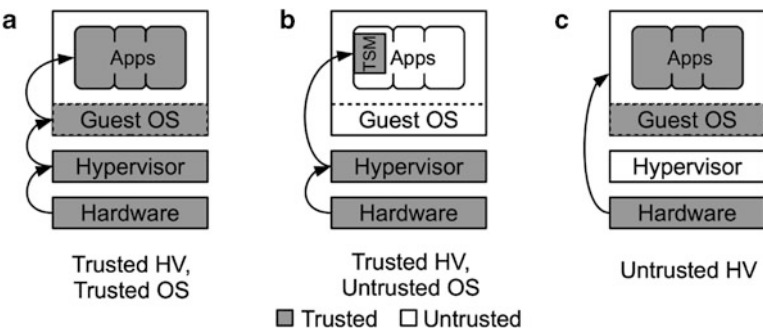 a
Apps
Guest OS
Hypervisor
Hardware
Trusted HV,
Trusted OS
b
TSM
Apps
Guest OS
Hypervisor
Hardware
Trusted HV,
Untrusted OS
c
Apps
Guest OS
Hypervisor
Hardware
Untrusted HV
Trusted Untrusted